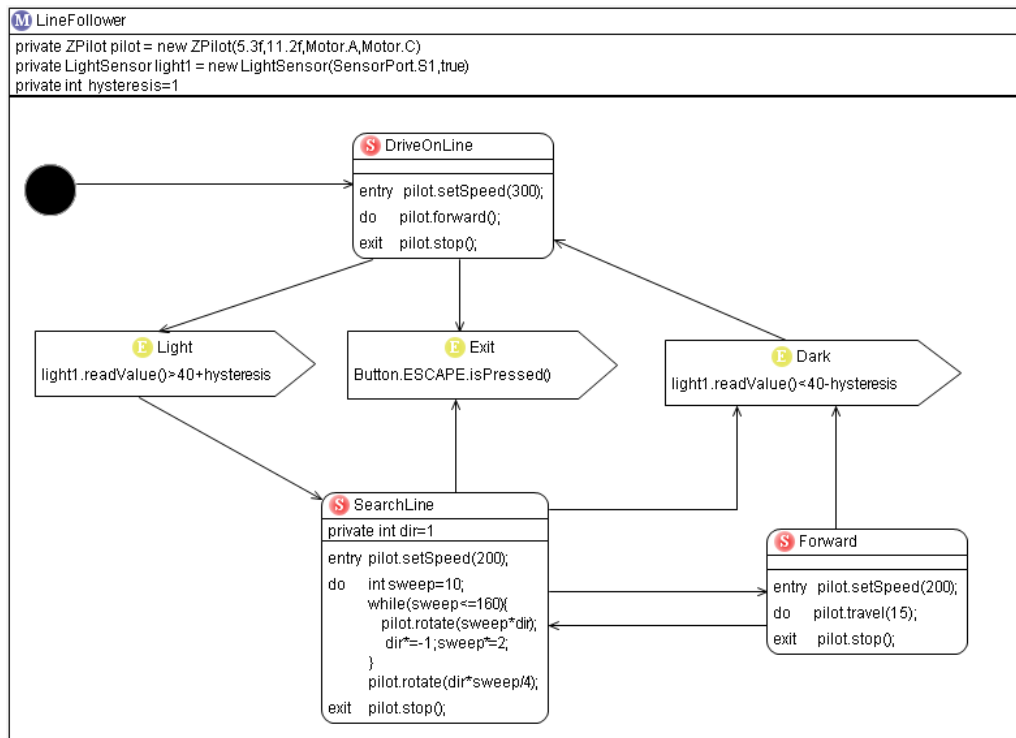 M LineFollower
private ZPilot pilot = new ZPilot(5.3f,11.2f,Motor.A,Motor.C)
private LightSensor light1 = new LightSensor(SensorPort.S1,true)
private int hysteresis=1
S DriveOnLine
entry pilot.setSpeed(300);
do pilot.forward();
exit pilot.stop();
E Light
light1.readValue()>40+hysteresis
E Exit
Button.ESCAPE.isPressed()
E Dark
light1.readValue()<40-hysteresis
S SearchLine
private int dir=1
entry pilot.setSpeed(200);
do int sweep=10;
while(sweep<=160){
pilot.rotate(sweep*dir);
dir*=-1;sweep*=2;
}
pilot.rotate(dir*sweep/4);
exit pilot.stop();
S Forward
entry pilot.setSpeed(200);
do pilot.travel(15);
exit pilot.stop();